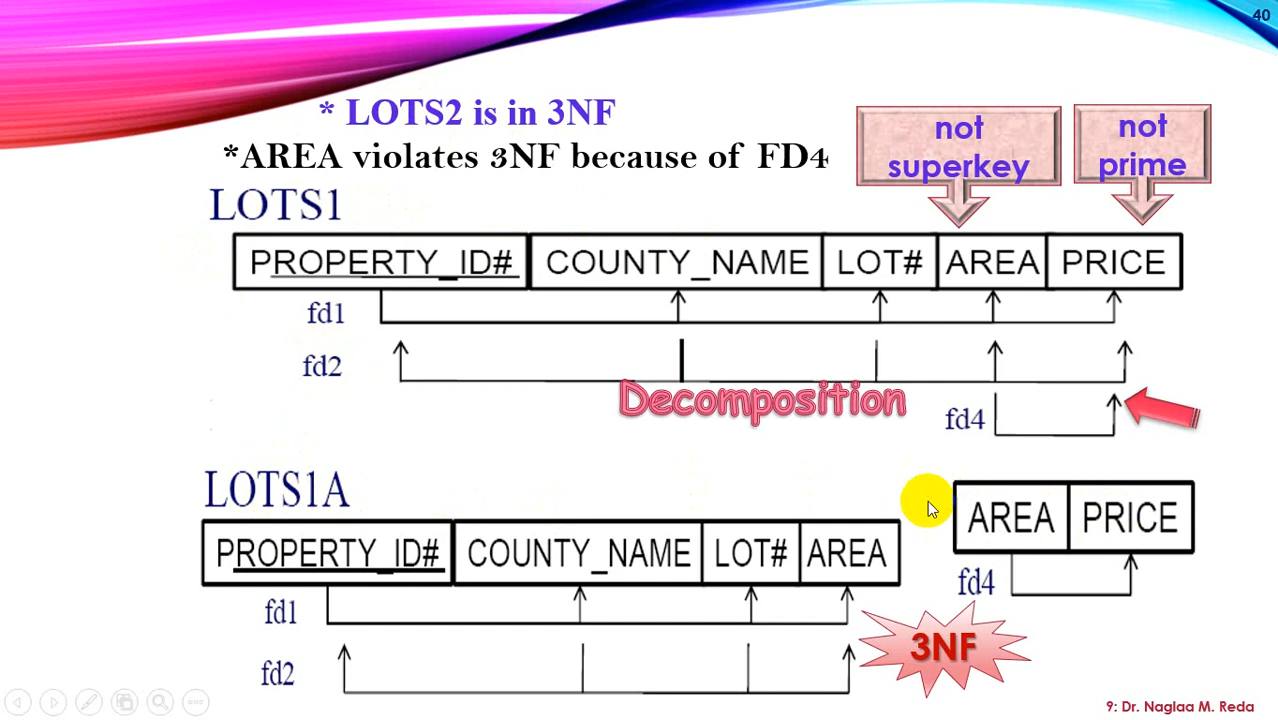 40
* LOTS2 is in 3NF
*AREA violates 3NF because of FD4
not superkey
not prime
LOTS1
PROPERTY_ID# COUNTY_NAME LOT# AREA PRICE
fd1
fd2
Decomposition
fd4
LOTS1A
PROPERTY_ID# COUNTY_NAME LOT# AREA
AREA PRICE
fd4
fd1
fd2
3NF
9: Dr. Naglaa M. Reda